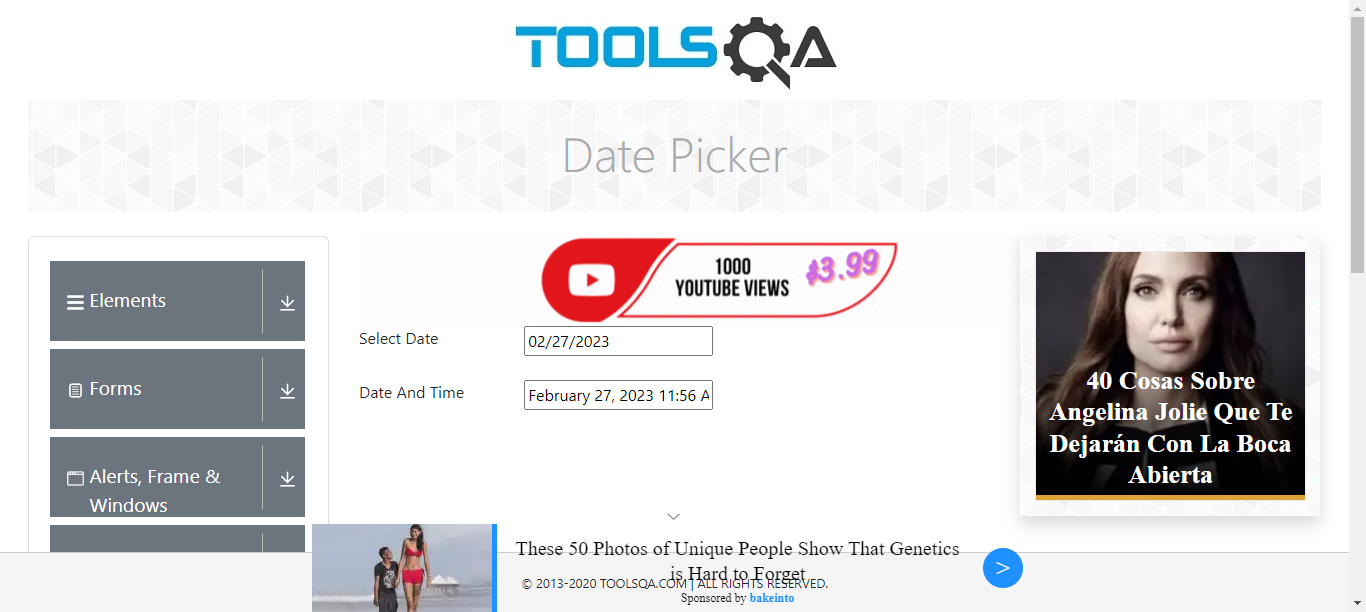 TOOLSQA
Date Picker
Elements
Forms
Alerts, Frame &
Windows
1000
YOUTUBE VIEWS
$3.99
Select Date
02/27/2023
Date And Time
February 27, 2023 11:56 A
40 Cosas Sobre
Angelina Jolie Que Te
Dejarán Con La Boca
Abierta
These 50 Photos of Unique People Show That Genetics
is Hard to Forget
© 2013-2020 TOOLSQA.COM | ALL RIGHTS RESERVED.
Sponsored by bakeinto